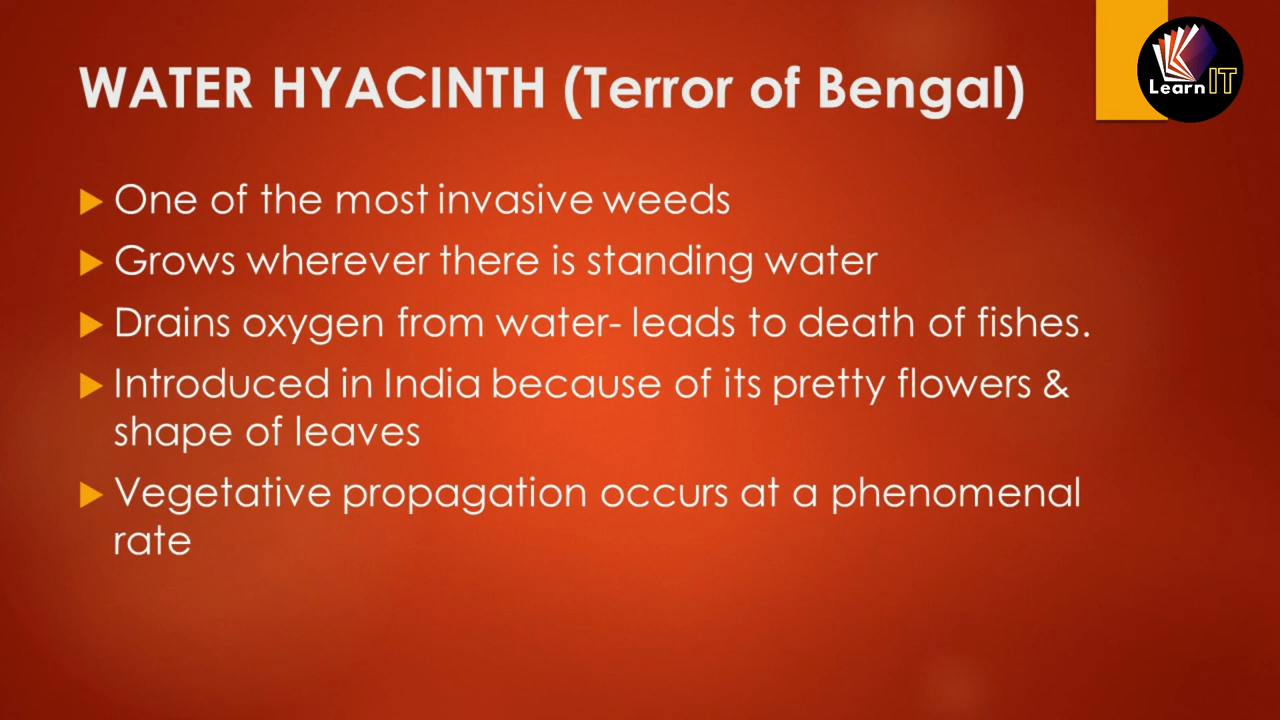 WATER HYACINTH (Terror of Bengal)
LearnIT
One of the most invasive weeds
Grows wherever there is standing water
Drains oxygen from water- leads to death of fishes.
Introduced in India because of its pretty flowers &
shape of leaves
Vegetative propagation occurs at a phenomenal
rate